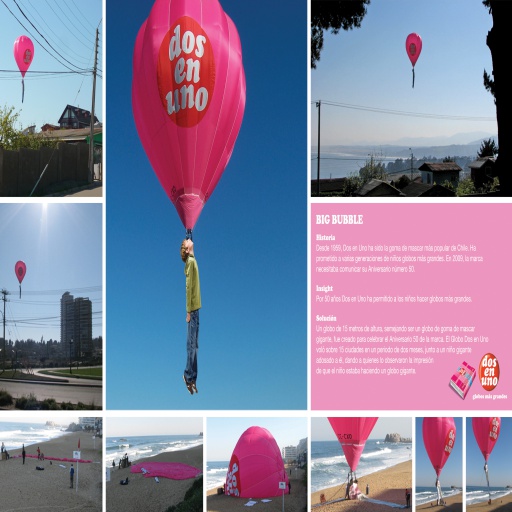 dos
en
uno
BIG BUBBLE
Historia
Desde 1959, Dos en Uno ha sido la goma de mascar más popular de Chile. Ha
prometido a varias generaciones de niños globos más grandes. En 2009, la marca
necesitaba comunicar su Aniversario número 50.
Insight
Por 50 años Dos en Uno ha permitido a los niños hacer globos más grandes.
Solución
Un globo de 15 metros de altura, semejando ser un globo de goma de mascar
gigante, fue creado para celebrar el Aniversario 50 de la marca. El Globo Dos en Uno
voló sobre 15 ciudades en un período de dos meses, junto a un niño gigante
adosado a él, dando a quienes lo observaron la impresión
de que el niño estaba haciendo un globo gigante.
dos
en
uno
globos más grandes